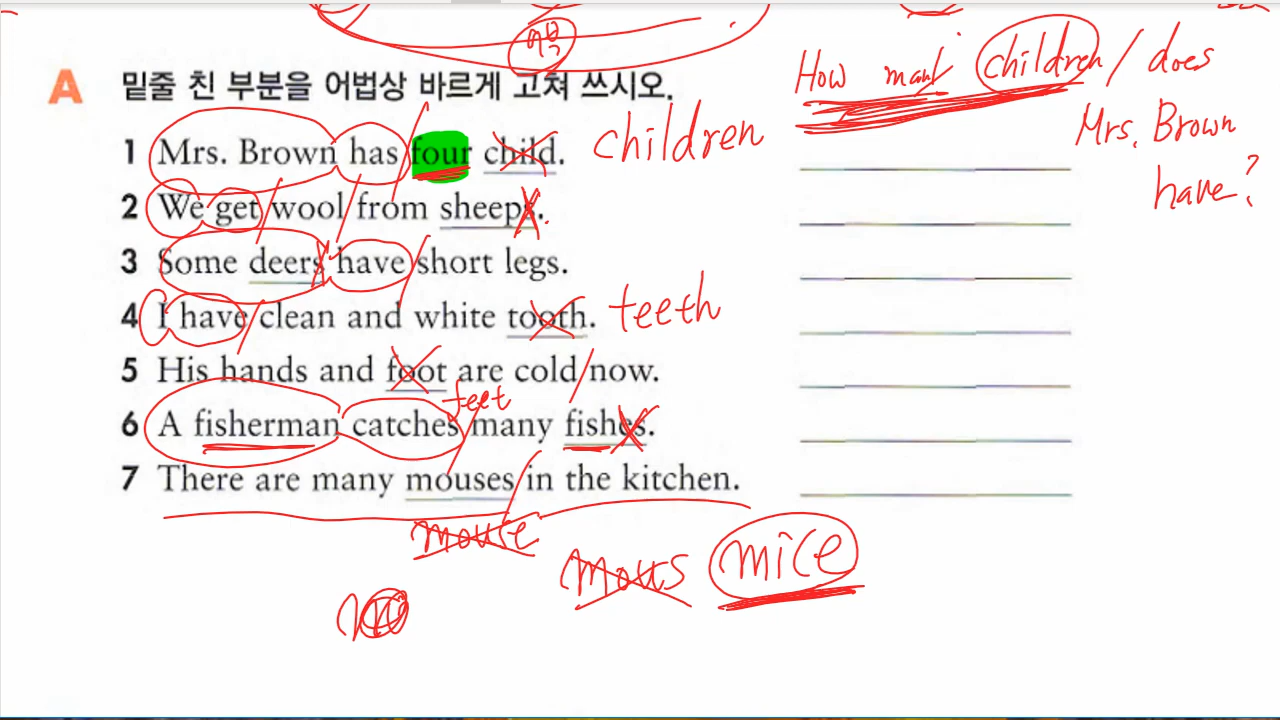 어묵
How many children / does
Mrs. Brown
have?
A 밑줄 친 부분을 어법상 바르게 고쳐 쓰시오.
1 Mrs. Brown has four child. children
2 We get wool from sheeps.
3 Some deers have short legs.
4 I have clean and white tooth. teeth
5 His hands and foot are cold now.
feet
6 A fisherman catches many fishes.
7 There are many mouses in the kitchen.
mouse
mous mice